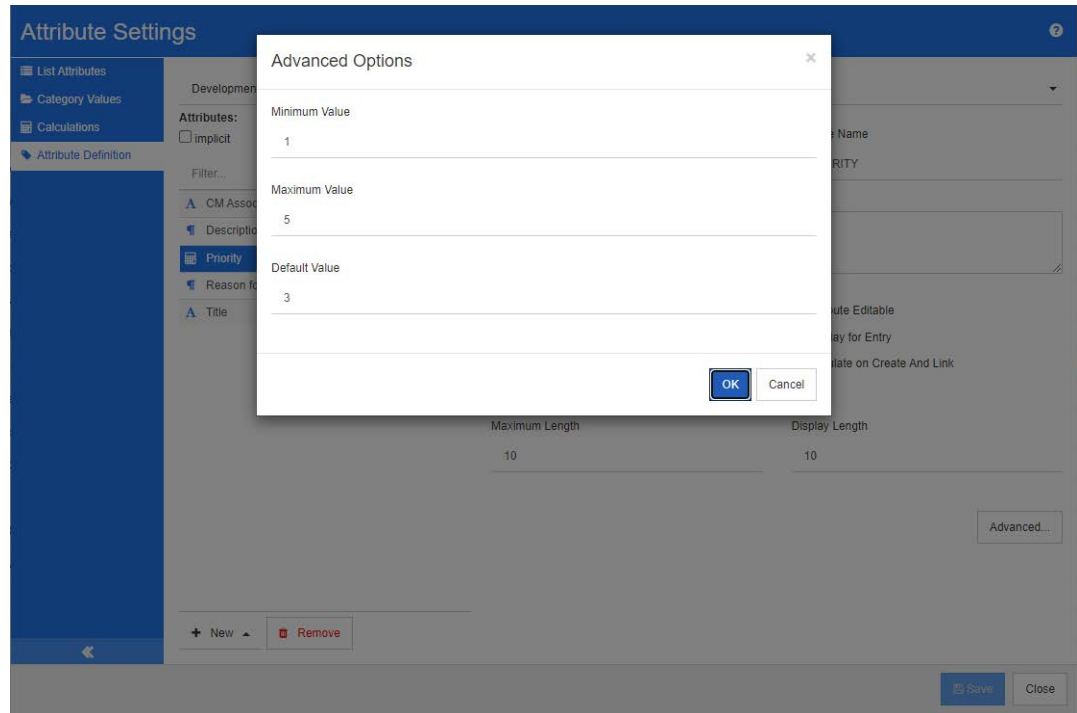 Attribute Settings
List Attributes
Category Values
Calculations
Attribute Definition
Developmen
Attributes:
implicit
Filter...
A CM Assoc
Descriptio
Priority
Reason fo
A Title
+ New
Remove
Advanced Options
×
Minimum Value
1
Maximum Value
5
Default Value
3
OK
Cancel
Name
RITY
ute Editable
ay for Entry
late on Create And Link
Maximum Length
10
Display Length
10
Advanced...
Save
Close